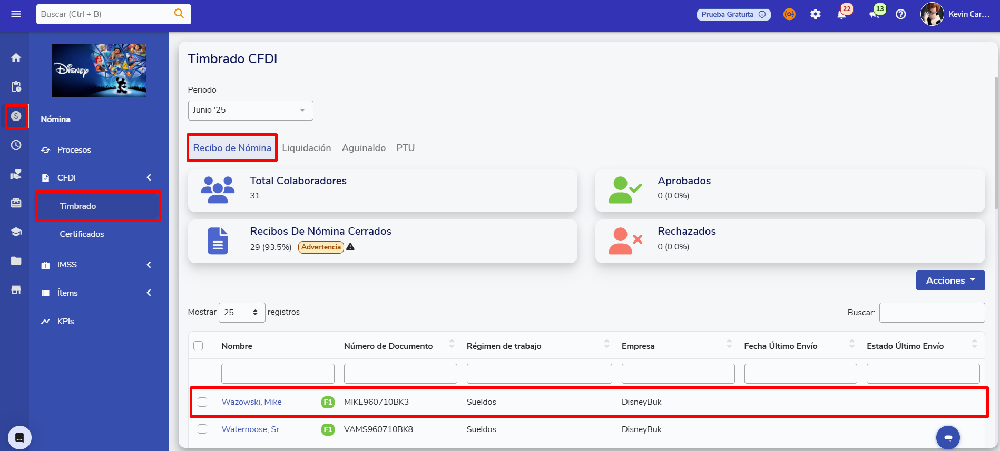 Buscar (Ctrl + B)
Prueba Gratuita
22
13
Kevin Car...
Disney
Nómina
Procesos
CFDI
Timbrado
Certificados
IMSS
Ítems
KPIs
Timbrado CFDI
Periodo
Junio '25
Recibo de Nómina Liquidación Aguinaldo PTU
Total Colaboradores
31
Aprobados
0 (0.0%)
Recibos De Nómina Cerrados
29 (93.5%) Advertencia
Rechazados
0 (0.0%)
Acciones
Mostrar 25 registros
Buscar:
Nombre Número de Documento Régimen de trabajo Empresa Fecha Último Envío Estado Último Envío
Wazowski, Mike F1 MIKE960710BK3 Sueldos DisneyBuk
Waternoose, Sr. F1 VAMS960710BK8 Sueldos DisneyBuk